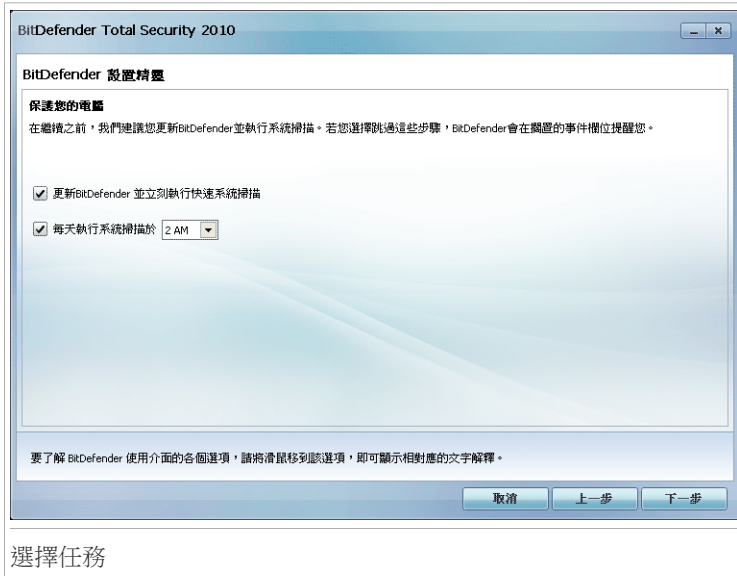 BitDefender Total Security 2010
BitDefender 設置精靈
保護您的電腦
在繼續之前，我們建議您更新BitDefender並執行系統掃描。若您選擇跳過這些步驟，BitDefender會在擱置的事件欄位提醒您。
更新BitDefender 並立刻執行快速系統掃描
每天執行系統掃描於 2 AM
要了解 BitDefender 使用介面的各個選項，請將滑鼠移到該選項，即可顯示相對應的文字解釋。
取消 上一步 下一步
選擇任務